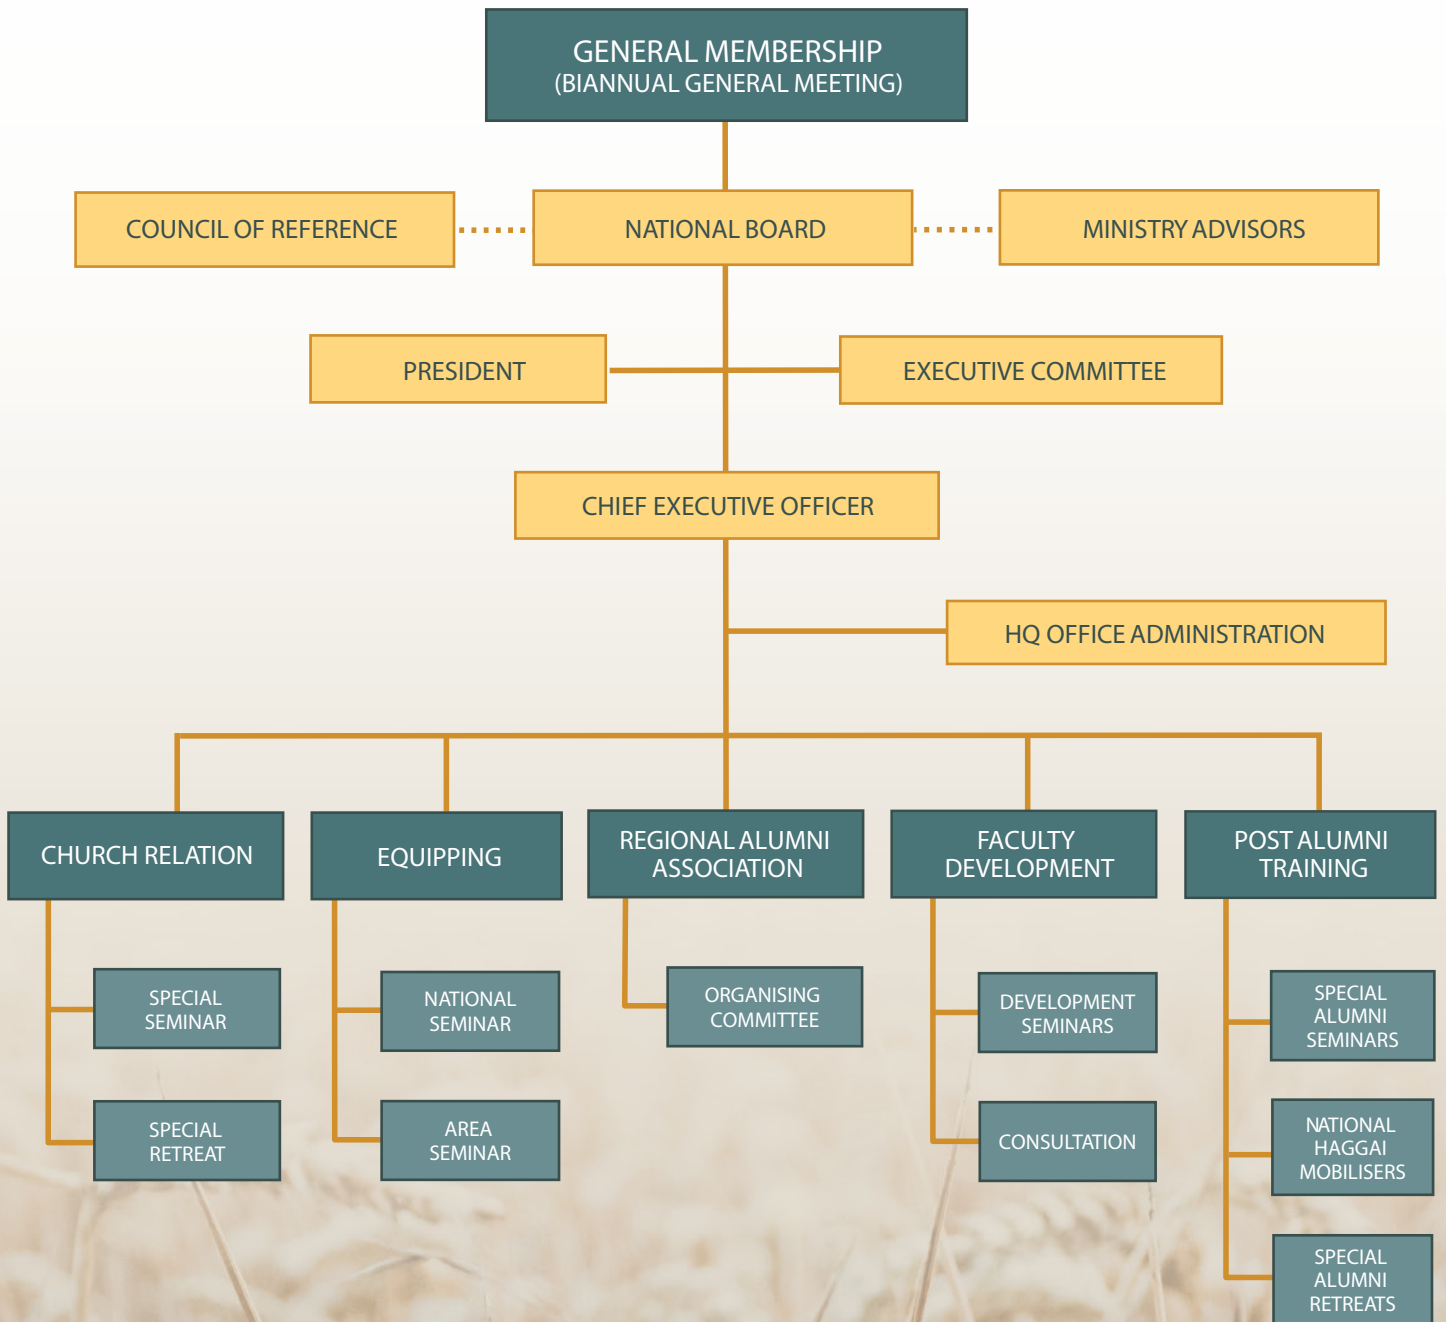 GENERAL MEMBERSHIP
(BIANNUAL GENERAL MEETING)
COUNCIL OF REFERENCE
NATIONAL BOARD
MINISTRY ADVISORS
PRESIDENT
EXECUTIVE COMMITTEE
CHIEF EXECUTIVE OFFICER
HQ OFFICE ADMINISTRATION
CHURCH RELATION
EQUIPPING
REGIONAL ALUMNI
ASSOCIATION
FACULTY
DEVELOPMENT
POST ALUMNI
TRAINING
SPECIAL
SEMINAR
SPECIAL
RETREAT
NATIONAL
SEMINAR
AREA
SEMINAR
ORGANISING
COMMITTEE
DEVELOPMENT
SEMINARS
CONSULTATION
SPECIAL
ALUMNI
SEMINARS
NATIONAL
HAGGAI
MOBILISERS
SPECIAL
ALUMNI
RETREATS